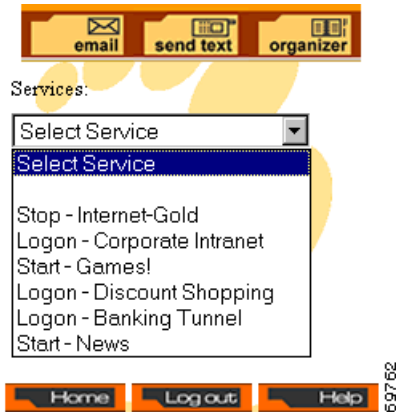 email send text organizer
Services:
Select Service
Select Service
Stop - Internet-Gold
Logon - Corporate Intranet
Start - Games!
Logon - Discount Shopping
Logon - Banking Tunnel
Start - News
Home Log out Help
69762